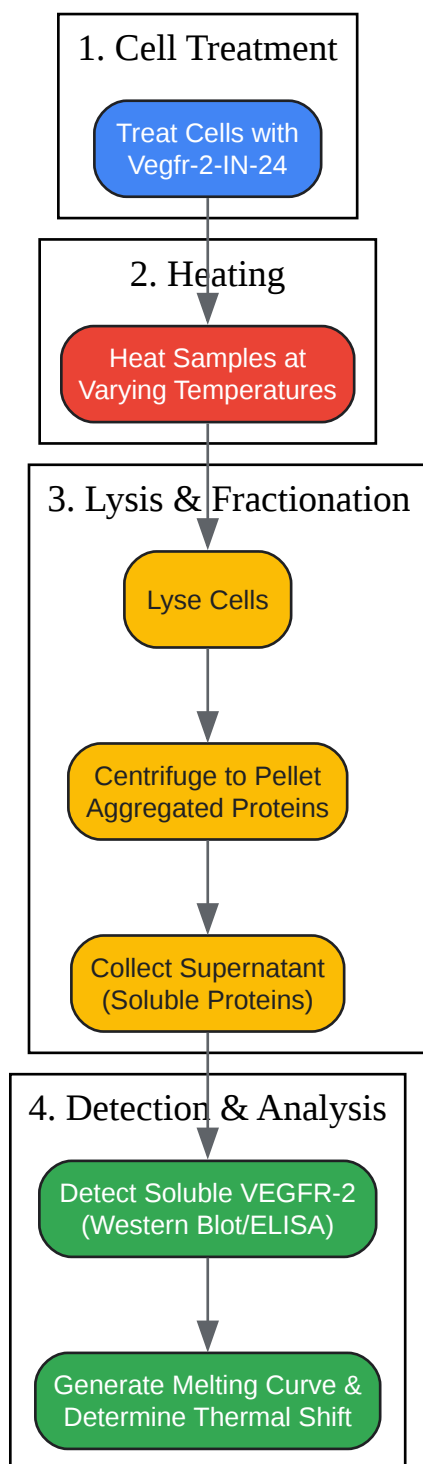 1. Cell Treatment
Treat Cells with
Vegfr-2-IN-24
2. Heating
Heat Samples at
Varying Temperatures
3. Lysis & Fractionation
Lyse Cells
Centrifuge to Pellet
Aggregated Proteins
Collect Supernatant
(Soluble Proteins)
4. Detection & Analysis
Detect Soluble VEGFR-2
(Western Blot/ELISA)
Generate Melting Curve &
Determine Thermal Shift